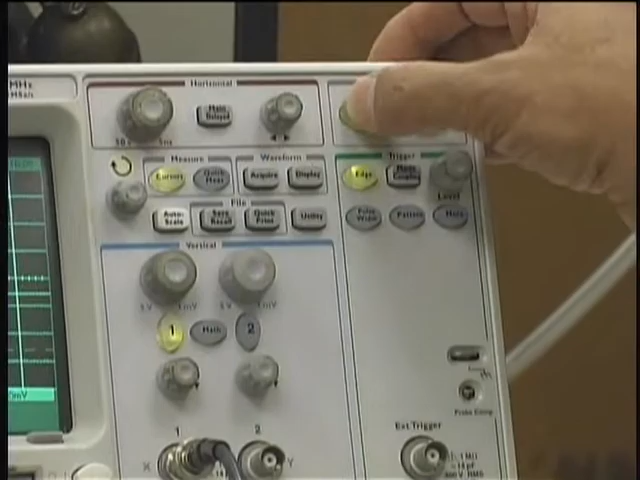 MHz
Horizontal
Main
Delayed
Measure
Waveform
Trigger
Cursors
Quick
Meas
Acquire
Display
Edge
Mode
Coupling
File
Level
Auto-
Scale
Save
Recall
Quick
Print
Utility
Pulse
Width
Pattern
More
Vertical
5 V
1 mV
5 V
1 mV
1
Math
2
Probe Comp
Ext Trigger
1
2
X
Y